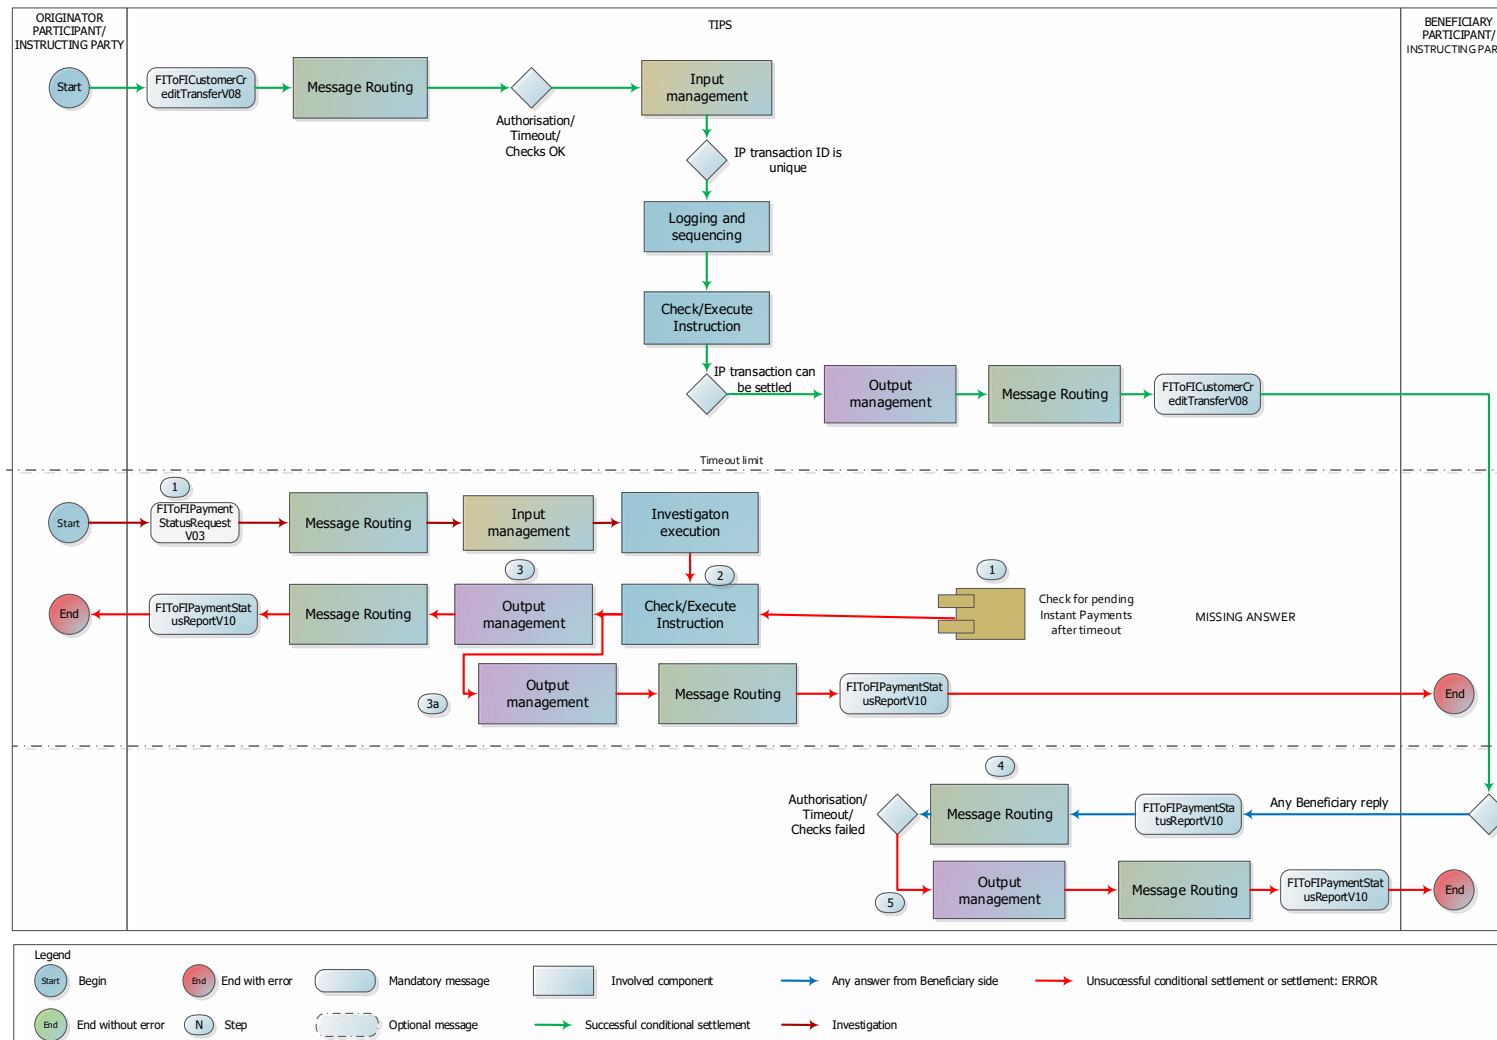 ORIGINATOR
PARTICIPANT/
INSTRUCTING PARTY
TIPS
BENEFICIARY
PARTICIPANT/
INSTRUCTING PAR
Start
FIToFICustomerCr
editTransferV08
Message Routing
Authorisation/
Timeout/
Checks OK
Input
management
IP transaction ID is
unique
Logging and
sequencing
Check/Execute
Instruction
IP transaction can
be settled
Output
management
Message Routing
FIToFICustomerCr
editTransferV08
Timeout limit
1
Start
FIToFIPayment
StatusRequest
V03
Message Routing
Input
management
Investigaton
execution
End
FIToFIPaymentStat
usReportV10
Message Routing
3
Output
management
2
Check/Execute
Instruction
1
Check for pending
Instant Payments
after timeout
MISSING ANSWER
3a
Output
management
Message Routing
FIToFIPaymentStat
usReportV10
End
4
Authorisation/
Timeout/
Checks failed
Message Routing
FIToFIPaymentSta
tusReportV10
Any Beneficiary reply
5
Output
management
Message Routing
FIToFIPaymentStat
usReportV10
End
Legend
Start
Begin
End
End with error
Mandatory message
Involved component
Any answer from Beneficiary side
Unsuccessful conditional settlement or settlement: ERROR
End
End without error
N
Step
Optional message
Successful conditional settlement
Investigation